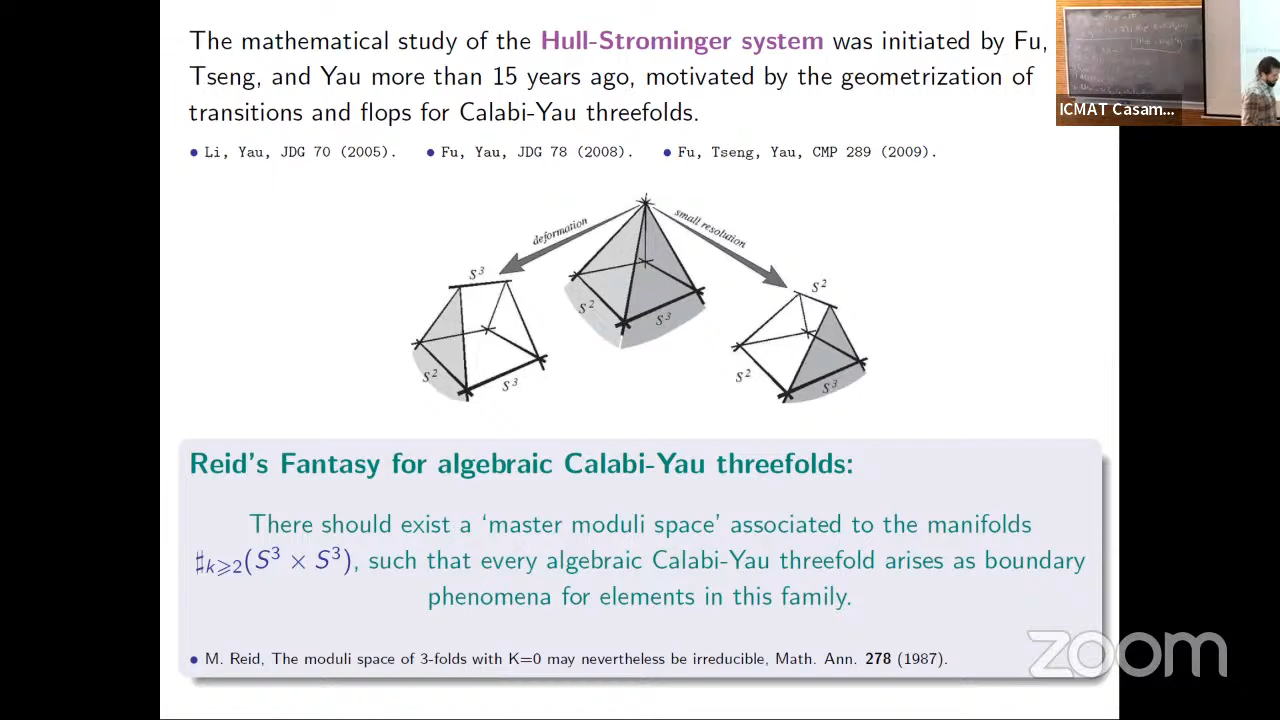 The mathematical study of the Hull-Strominger system was initiated by Fu,
Tseng, and Yau more than 15 years ago, motivated by the geometrization of
transitions and flops for Calabi-Yau threefolds.
• Li, Yau, JDG 70 (2005). • Fu, Yau, JDG 78 (2008). • Fu, Tseng, Yau, CMP 289 (2009).
ICMAT Casam...
deformation
small resolution
S³
S²
S²
S³
S²
S³
S²
S³
Reid's Fantasy for algebraic Calabi-Yau threefolds:
There should exist a ‘master moduli space’ associated to the manifolds
♯ₖ⩾₂(S³ × S³), such that every algebraic Calabi-Yau threefold arises as boundary
phenomena for elements in this family.
• M. Reid, The moduli space of 3-folds with K=0 may nevertheless be irreducible, Math. Ann. 278 (1987).
zoom